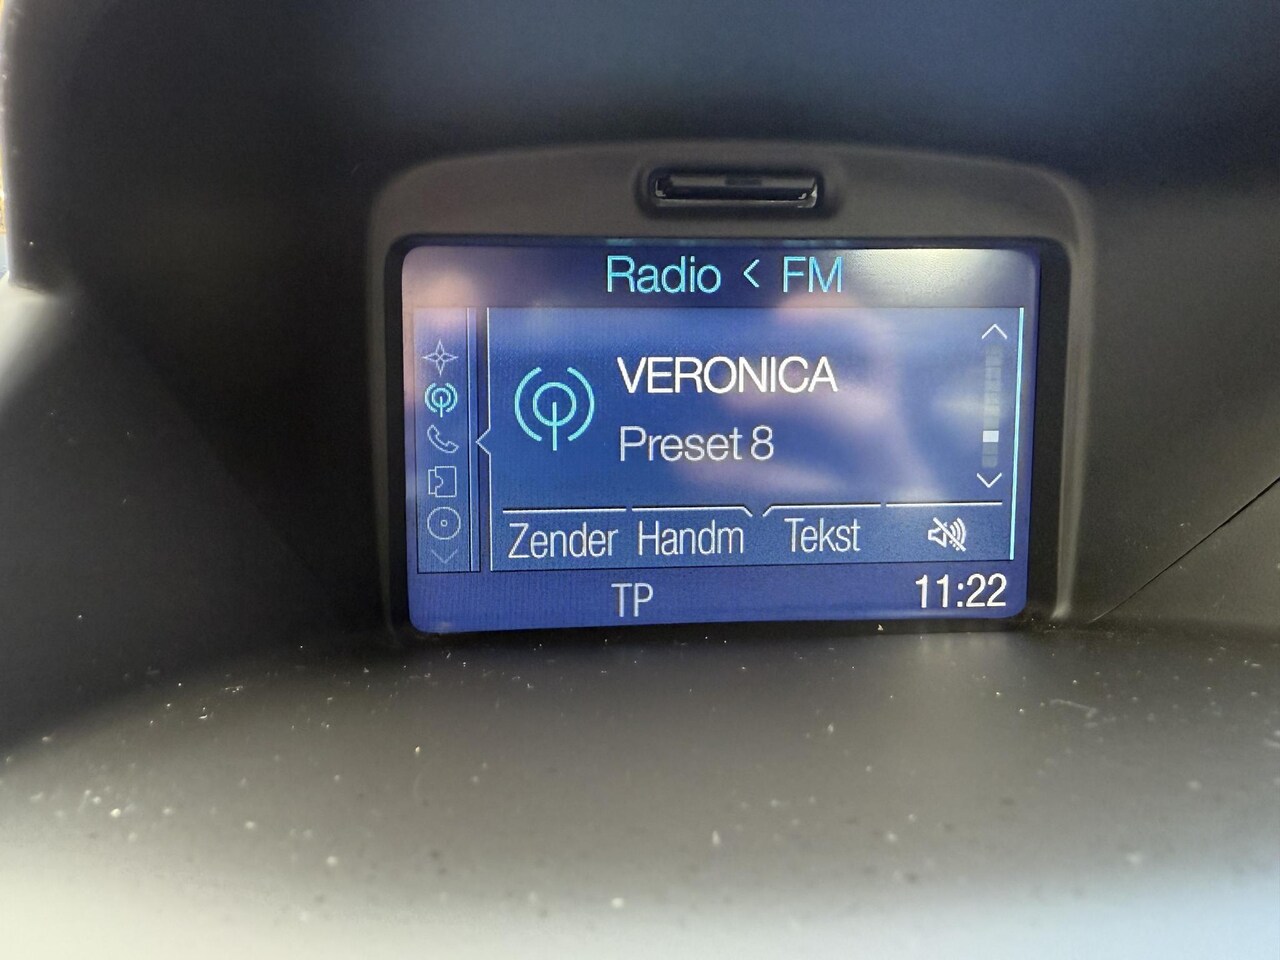 Radio < FM
VERONICA
Preset 8
Zender Handm Tekst
TP 11:22